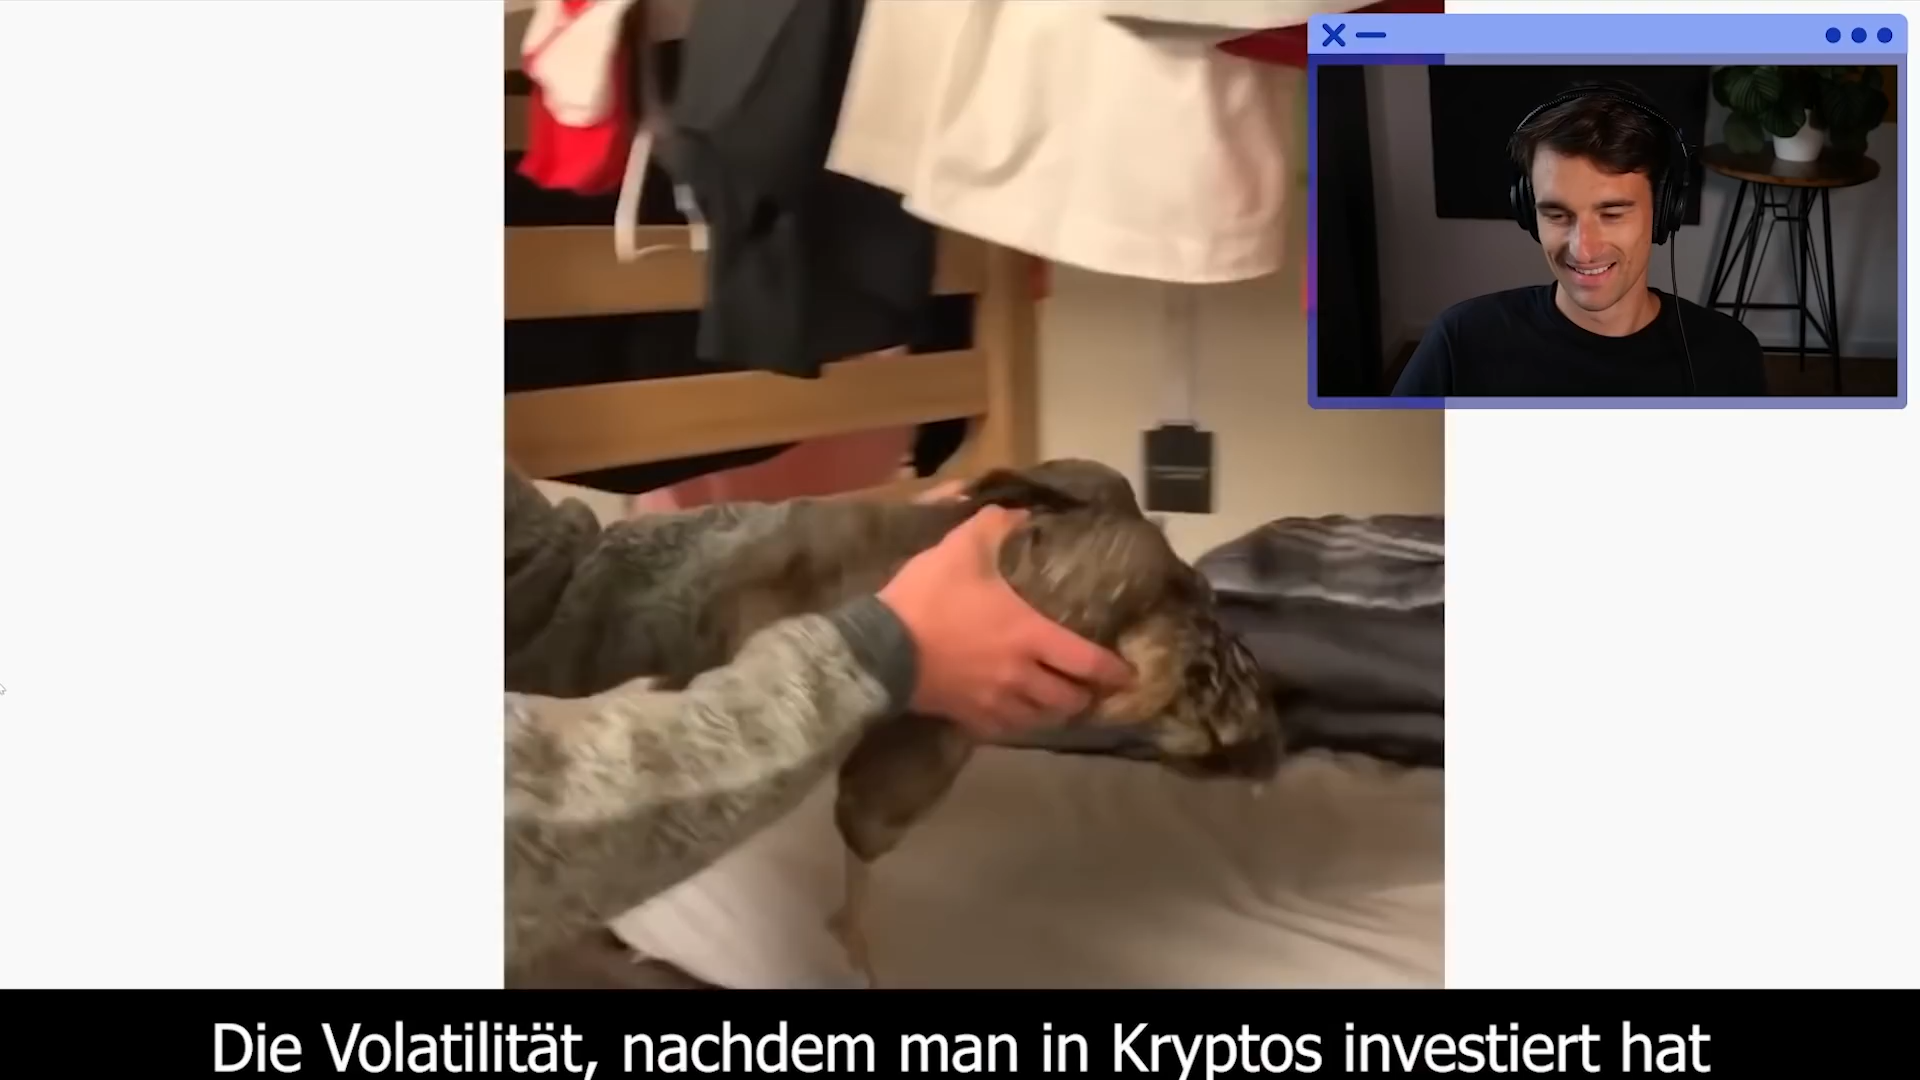 Die Volatilität, nachdem man in Kryptos investiert hat